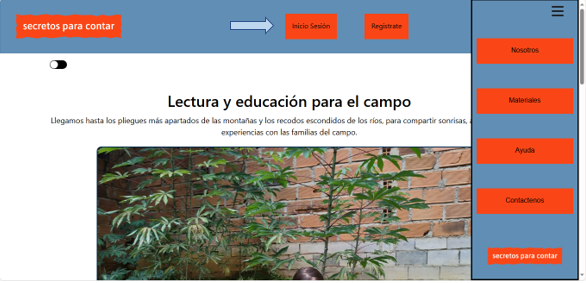 secretos para contar
Inicio Sesión
Registrate
Nosotros
Materiales
Ayuda
Contactenos
secretos para contar
Lectura y educación para el campo
Llegamos hasta los pliegues más apartados de las montañas y los recodos escondidos de los ríos, para compartir sonrisas,
experiencias con las familias del campo.